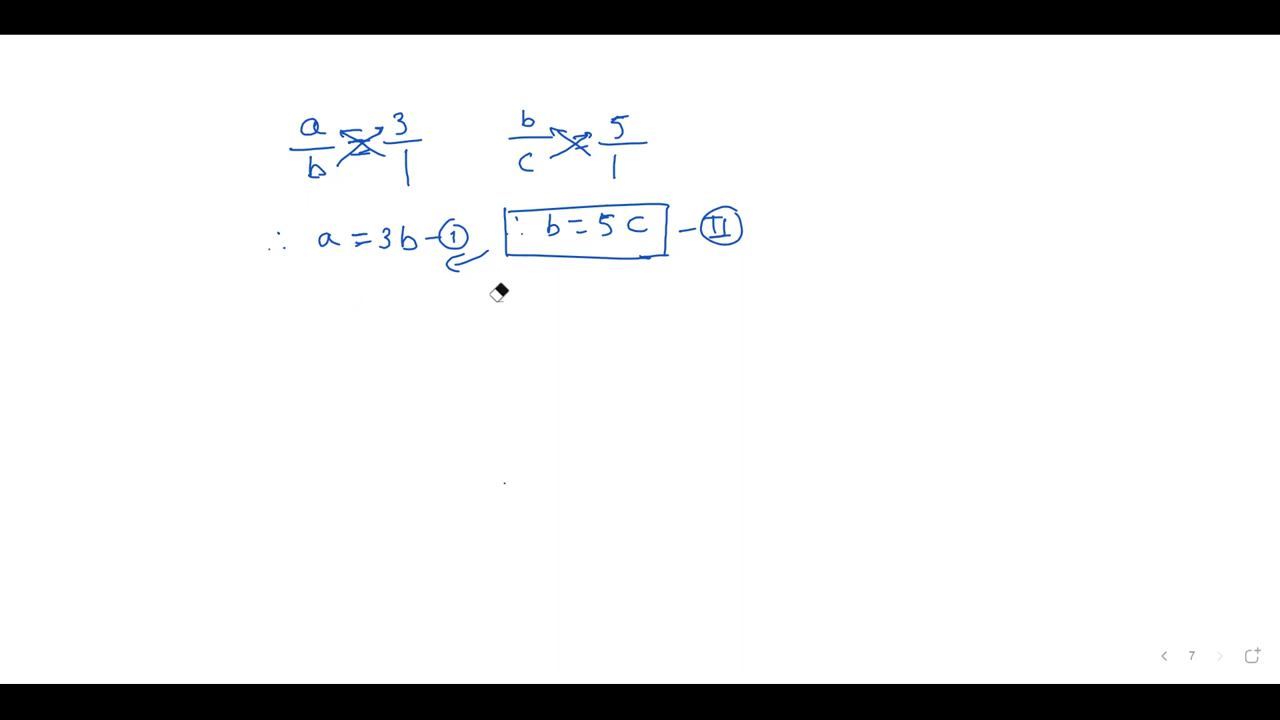 a/b = 3/1 b/c = 5/1
∴ a = 3b - ① ∴ b = 5c - Ⅱ
7